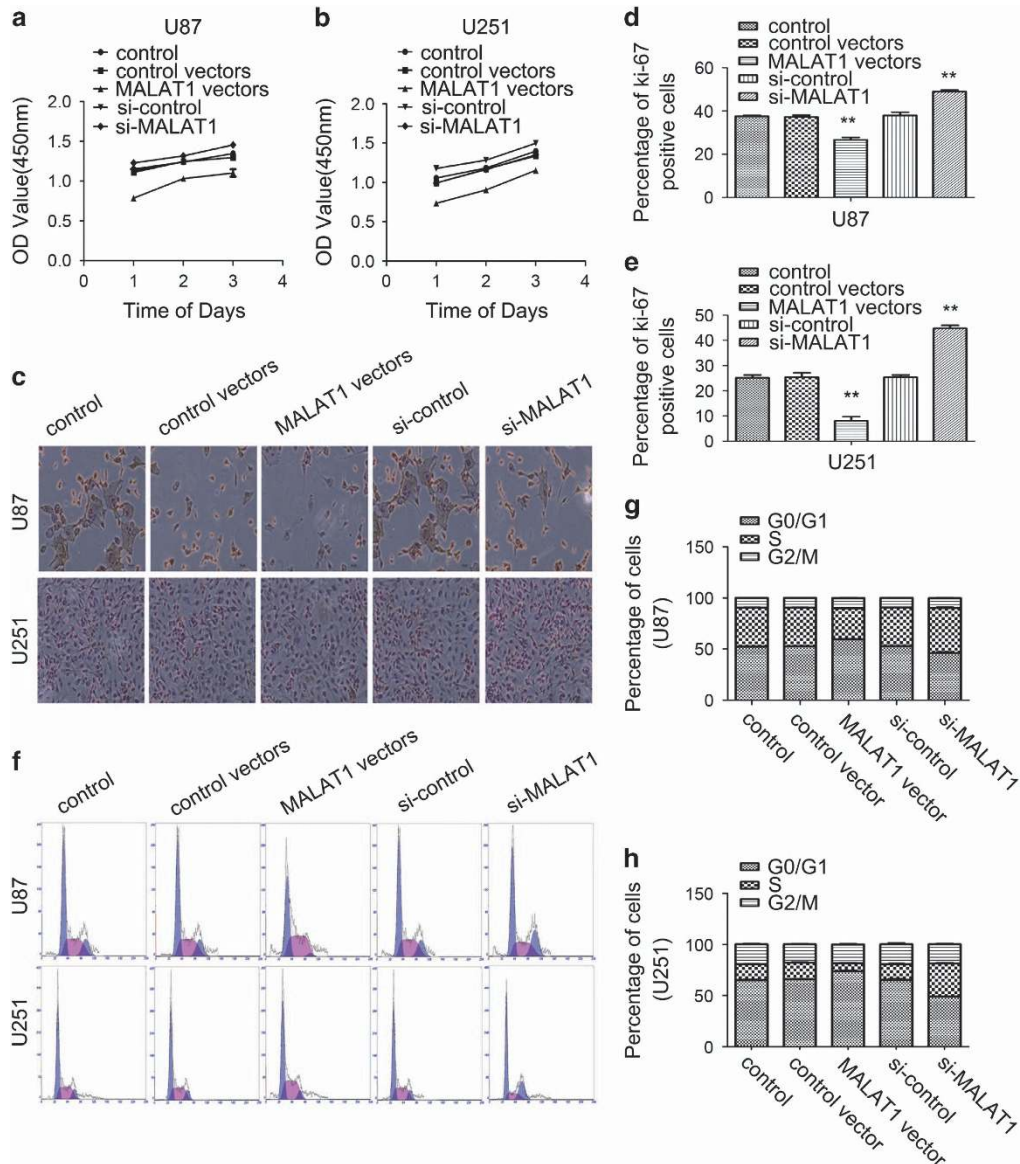 a
U87
control
control vectors
MALAT1 vectors
si-control
si-MALAT1
OD Value(450nm)
2.0
1.5
1.0
0.5
0.0
0 1 2 3 4
Time of Days
b
U251
control
control vectors
MALAT1 vectors
si-control
si-MALAT1
OD Value(450nm)
2.0
1.5
1.0
0.5
0.0
0 1 2 3 4
Time of Days
c
control
control vectors
MALAT1 vectors
si-control
si-MALAT1
U87
U251
d
control
control vectors
MALAT1 vectors
si-control
si-MALAT1
Percentage of ki-67
positive cells
60
40
20
0
**
**
U87
e
control
control vectors
MALAT1 vectors
si-control
si-MALAT1
Percentage of ki-67
positive cells
50
40
30
20
10
0
**
**
U251
f
control
control vectors
MALAT1 vectors
si-control
si-MALAT1
U87
U251
g
G0/G1
S
G2/M
Percentage of cells
(U87)
150
100
50
0
control
control vector
MALAT1 vector
si-control
si-MALAT1
h
G0/G1
S
G2/M
Percentage of cells
(U251)
150
100
50
0
control
control vector
MALAT1 vector
si-control
si-MALAT1